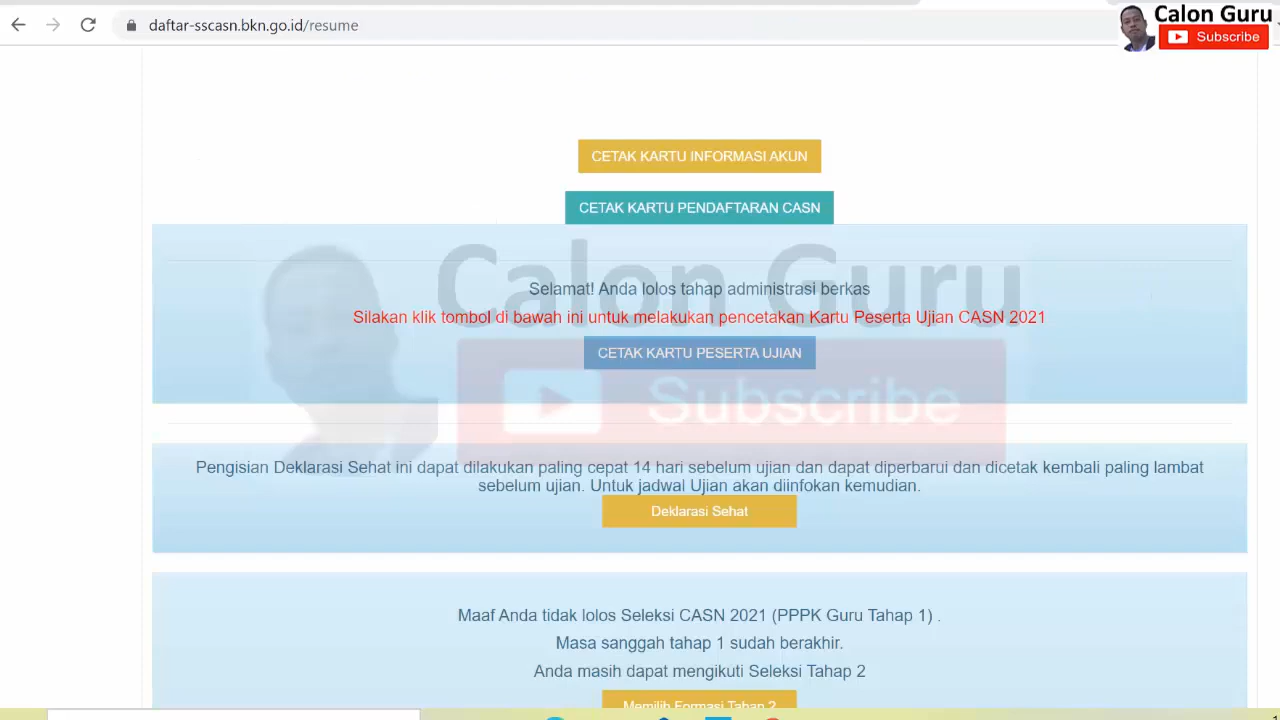 daftar-sscasn.bkn.go.id/resume
Calon Guru
Subscribe
CETAK KARTU INFORMASI AKUN
CETAK KARTU PENDAFTARAN CASN
Calon Guru
Selamat! Anda lolos tahap administrasi berkas
Silakan klik tombol di bawah ini untuk melakukan pencetakan Kartu Peserta Ujian CASN 2021
CETAK KARTU PESERTA UJIAN
Subscribe
Pengisian Deklarasi Sehat ini dapat dilakukan paling cepat 14 hari sebelum ujian dan dapat diperbarui dan dicetak kembali paling lambat
sebelum ujian. Untuk jadwal Ujian akan diinfokan kemudian.
Deklarasi Sehat
Maaf Anda tidak lolos Seleksi CASN 2021 (PPPK Guru Tahap 1) .
Masa sanggah tahap 1 sudah berakhir.
Anda masih dapat mengikuti Seleksi Tahap 2
Memilih Formasi Tahap 2